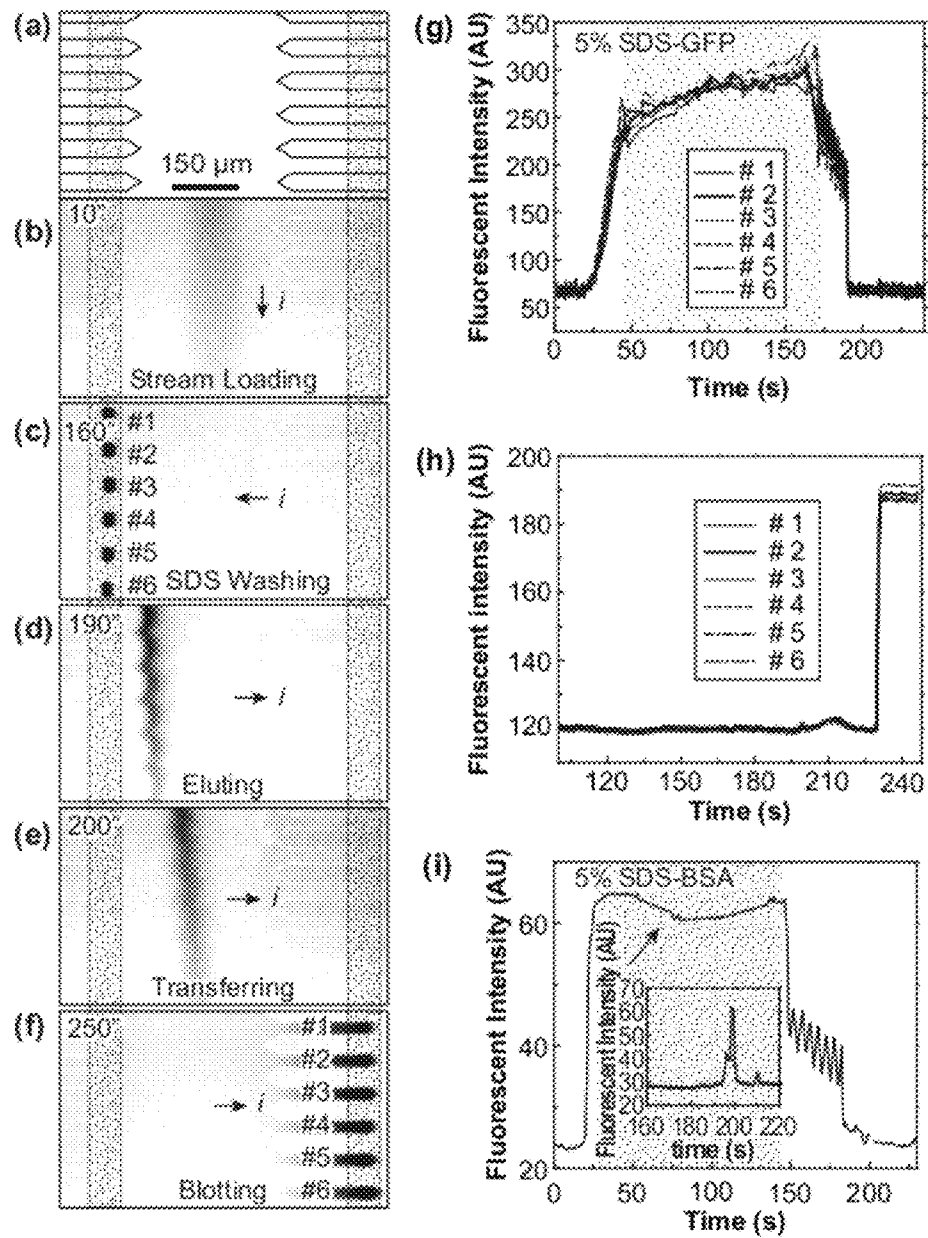 (a)
150 μm
(b)
10"
i
Stream Loading
(c)
160"
#1
#2
#3
#4
#5
#6
i
SDS Washing
(d)
190"
i
Eluting
(e)
200"
i
Transferring
(f)
250"
#1
#2
#3
#4
#5
#6
i
Blotting
(g)
Fluorescent Intensity (AU)
350
300
250
200
150
100
50
5% SDS-GFP
# 1
# 2
# 3
# 4
# 5
# 6
0 50 100 150 200
Time (s)
(h)
Fluorescent intensity (AU)
200
180
160
140
120
# 1
# 2
# 3
# 4
# 5
# 6
120 150 180 210 240
Time (s)
(i)
Fluorescent Intensity (AU)
60
40
20
5% SDS-BSA
Fluorescent Intensity (AU)
70
60
50
40
30
20
160 180 200 220
time (s)
0 50 100 150 200
Time (s)